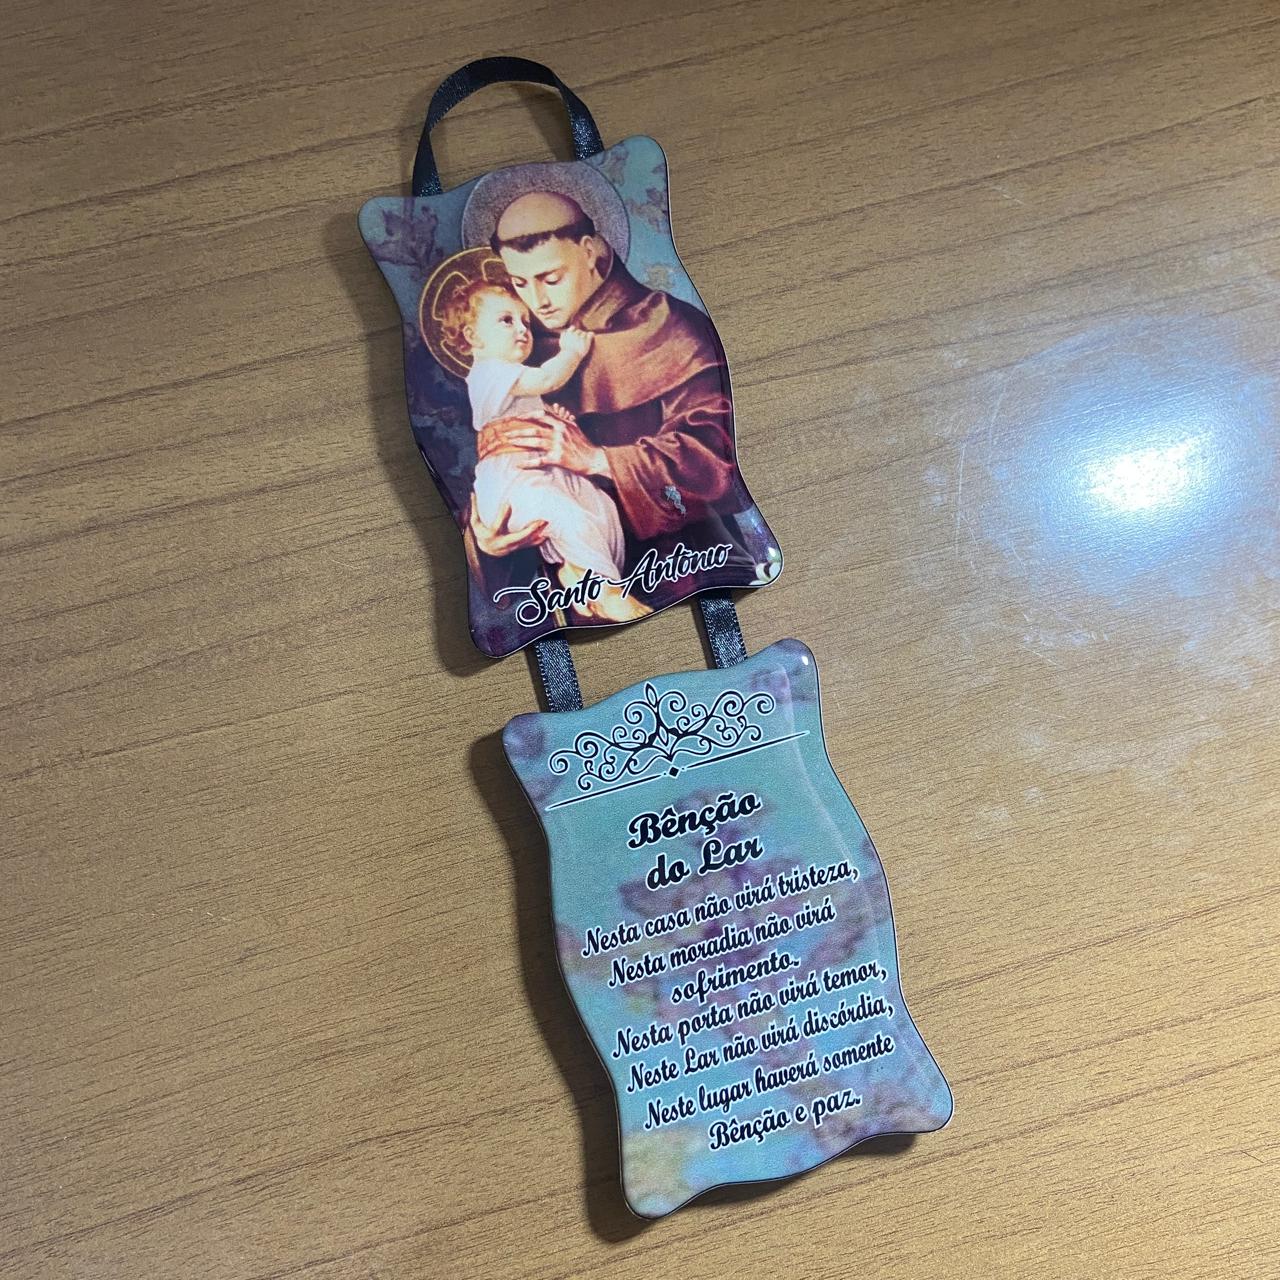 Santo Antônio
Bênção
do Lar
Nesta casa não virá tristeza,
Nesta moradia não virá
sofrimento.
Nesta porta não virá temor,
Neste Lar não virá discórdia,
Neste lugar haverá somente
Bênção e paz.